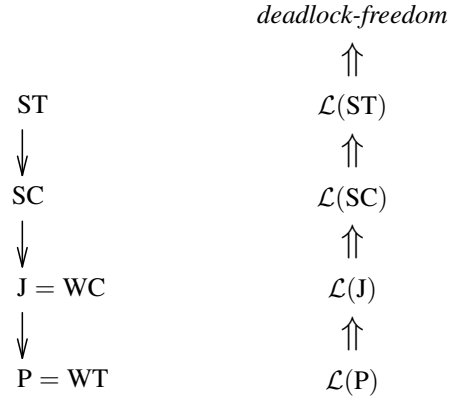 deadlock-freedom
⇑
ST ℒ(ST)
↓ ⇑
SC ℒ(SC)
↓ ⇑
J = WC ℒ(J)
↓ ⇑
P = WT ℒ(P)